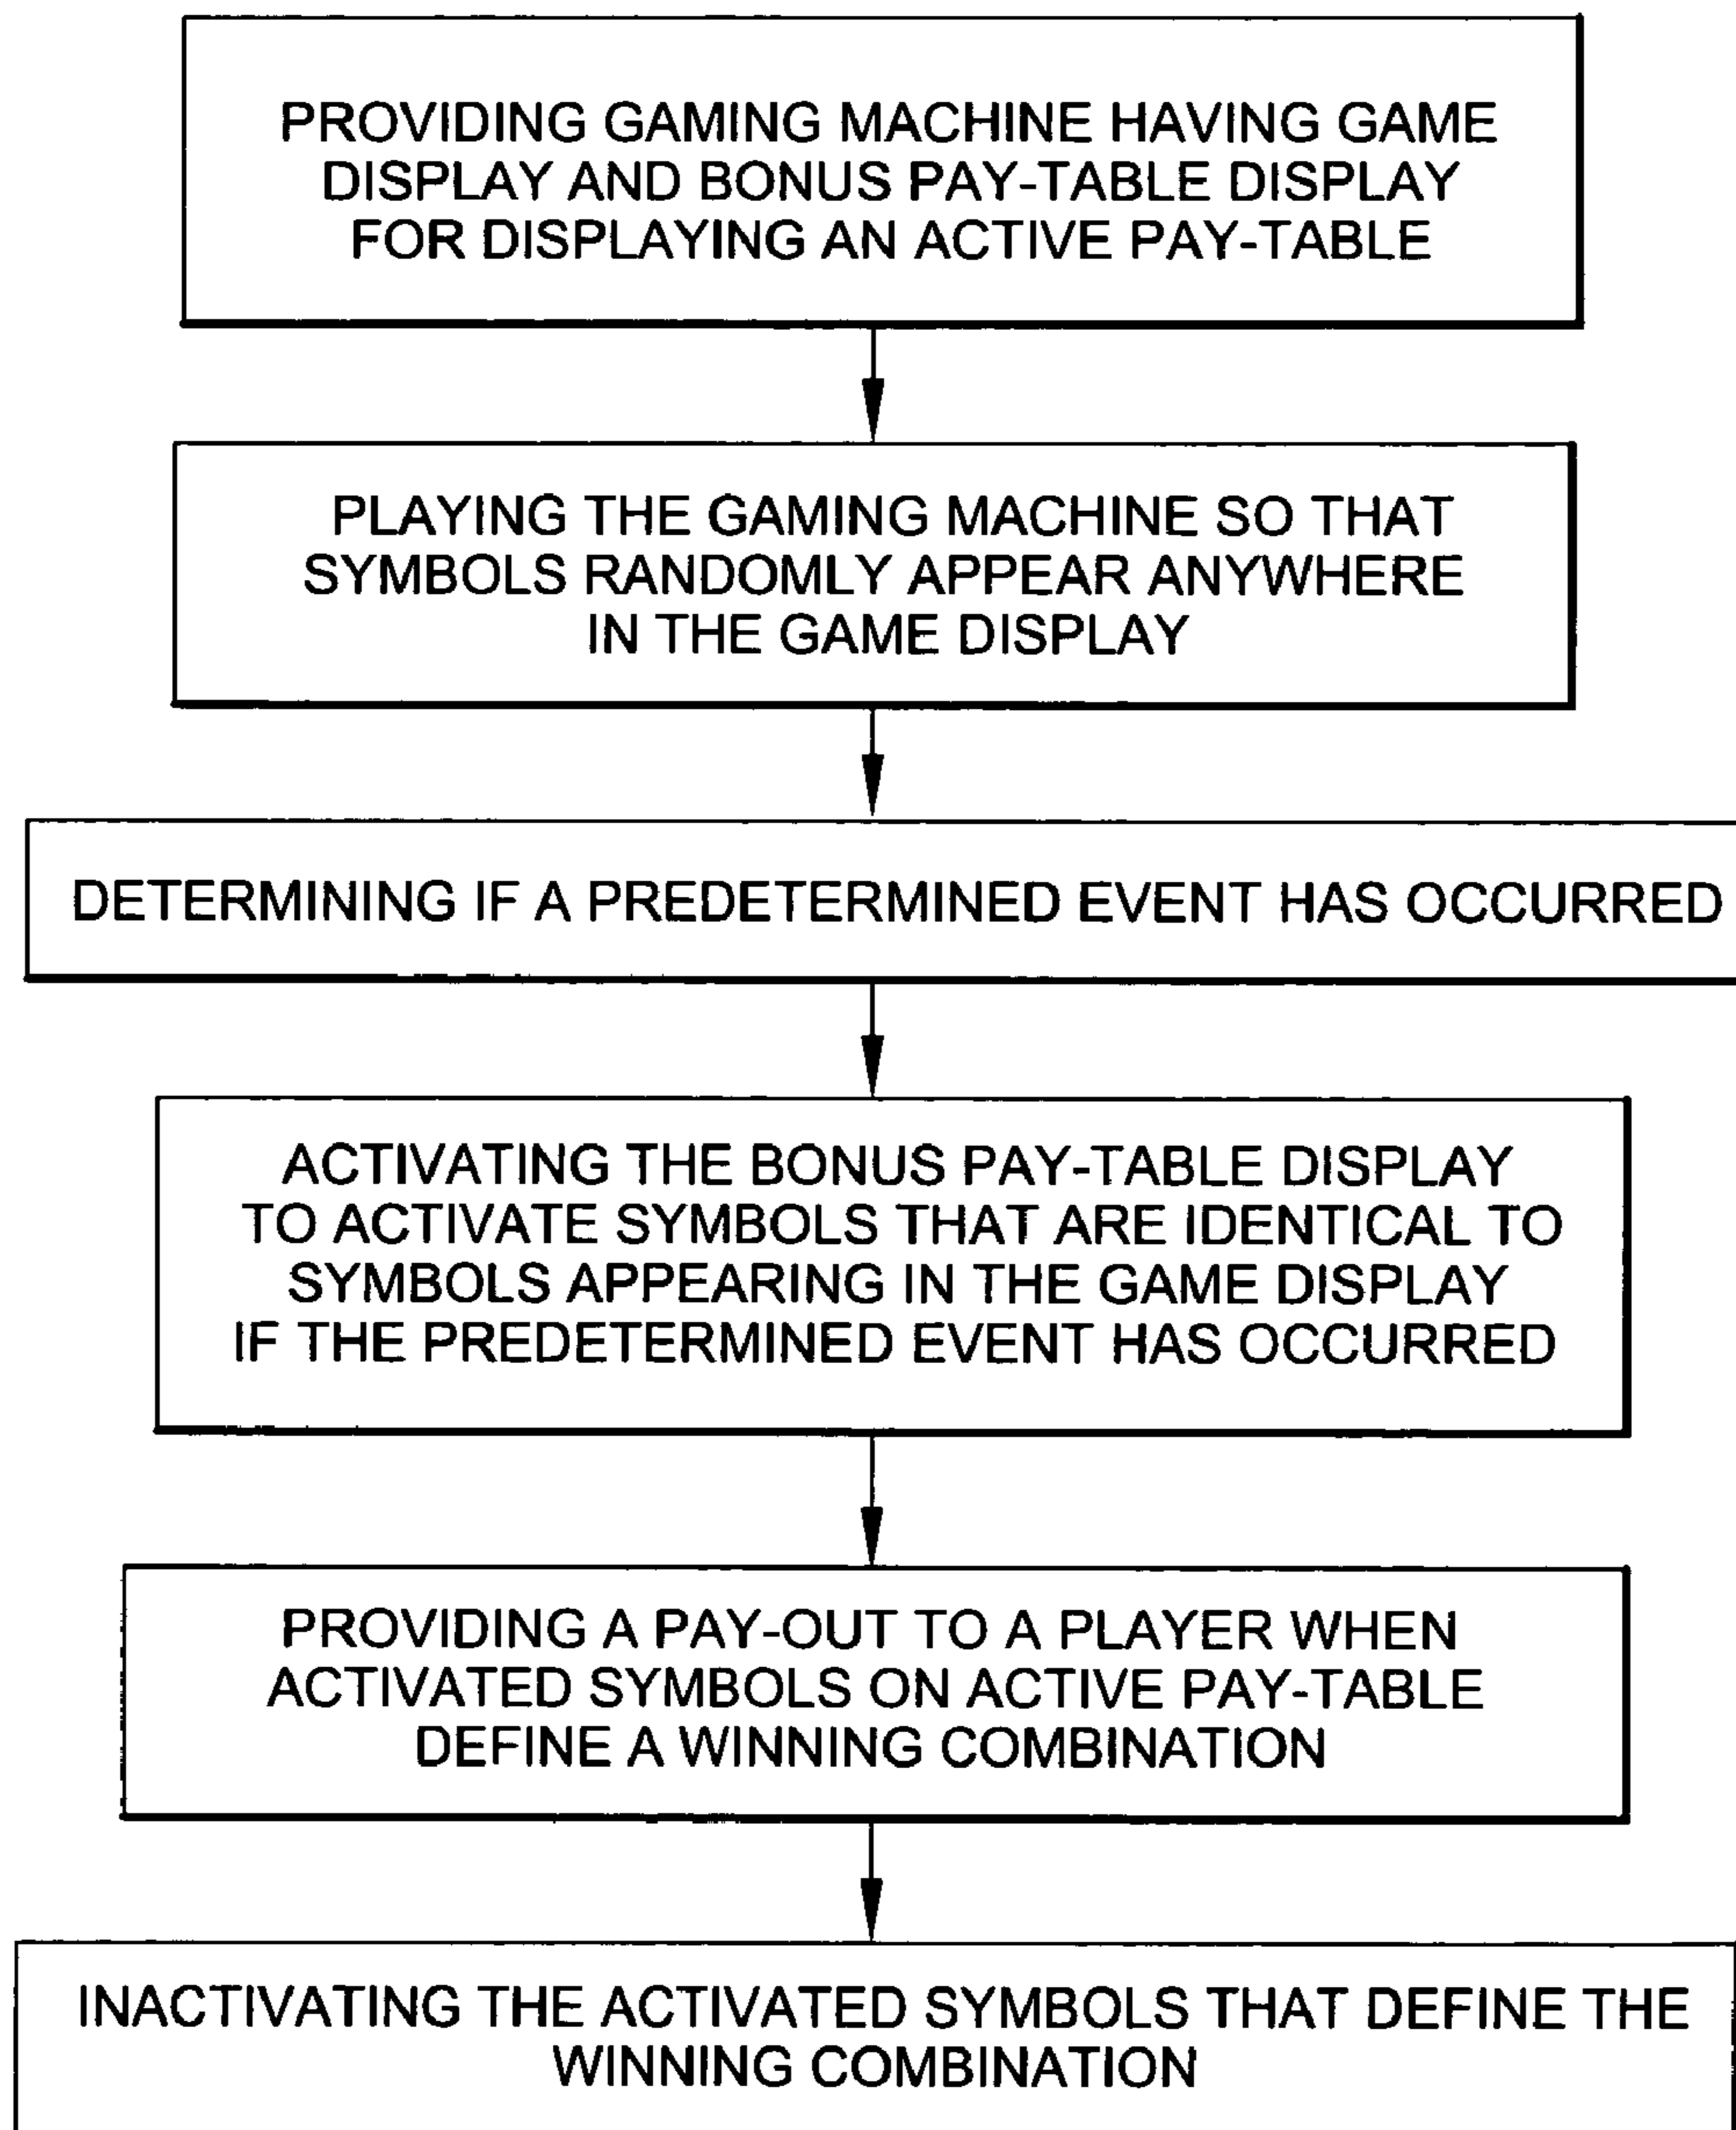 PROVIDING GAMING MACHINE HAVING GAME
DISPLAY AND BONUS PAY-TABLE DISPLAY
FOR DISPLAYING AN ACTIVE PAY-TABLE
PLAYING THE GAMING MACHINE SO THAT
SYMBOLS RANDOMLY APPEAR ANYWHERE
IN THE GAME DISPLAY
DETERMINING IF A PREDETERMINED EVENT HAS OCCURRED
ACTIVATING THE BONUS PAY-TABLE DISPLAY
TO ACTIVATE SYMBOLS THAT ARE IDENTICAL TO
SYMBOLS APPEARING IN THE GAME DISPLAY
IF THE PREDETERMINED EVENT HAS OCCURRED
PROVIDING A PAY-OUT TO A PLAYER WHEN
ACTIVATED SYMBOLS ON ACTIVE PAY-TABLE
DEFINE A WINNING COMBINATION
INACTIVATING THE ACTIVATED SYMBOLS THAT DEFINE THE
WINNING COMBINATION